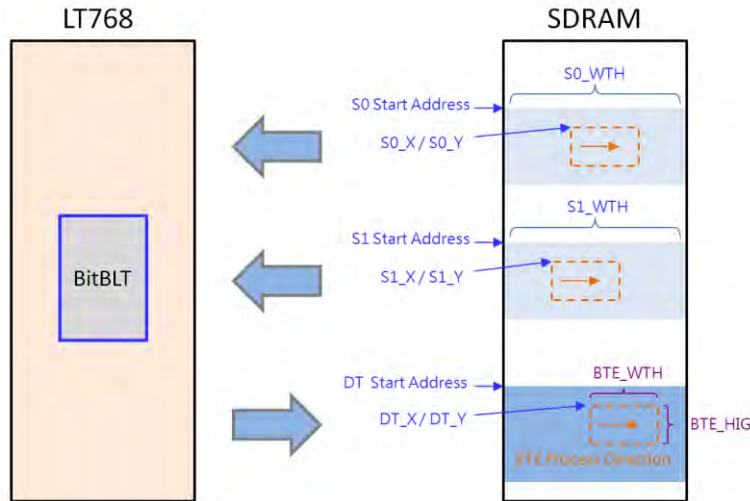 LT768
SDRAM
S0_WTH
S0 Start Address
S0_X / S0_Y
S1_WTH
S1 Start Address
S1_X / S1_Y
BitBLT
DT Start Address
BTE_WTH
DT_X / DT_Y
BTE_HIG
BTE Process Direction